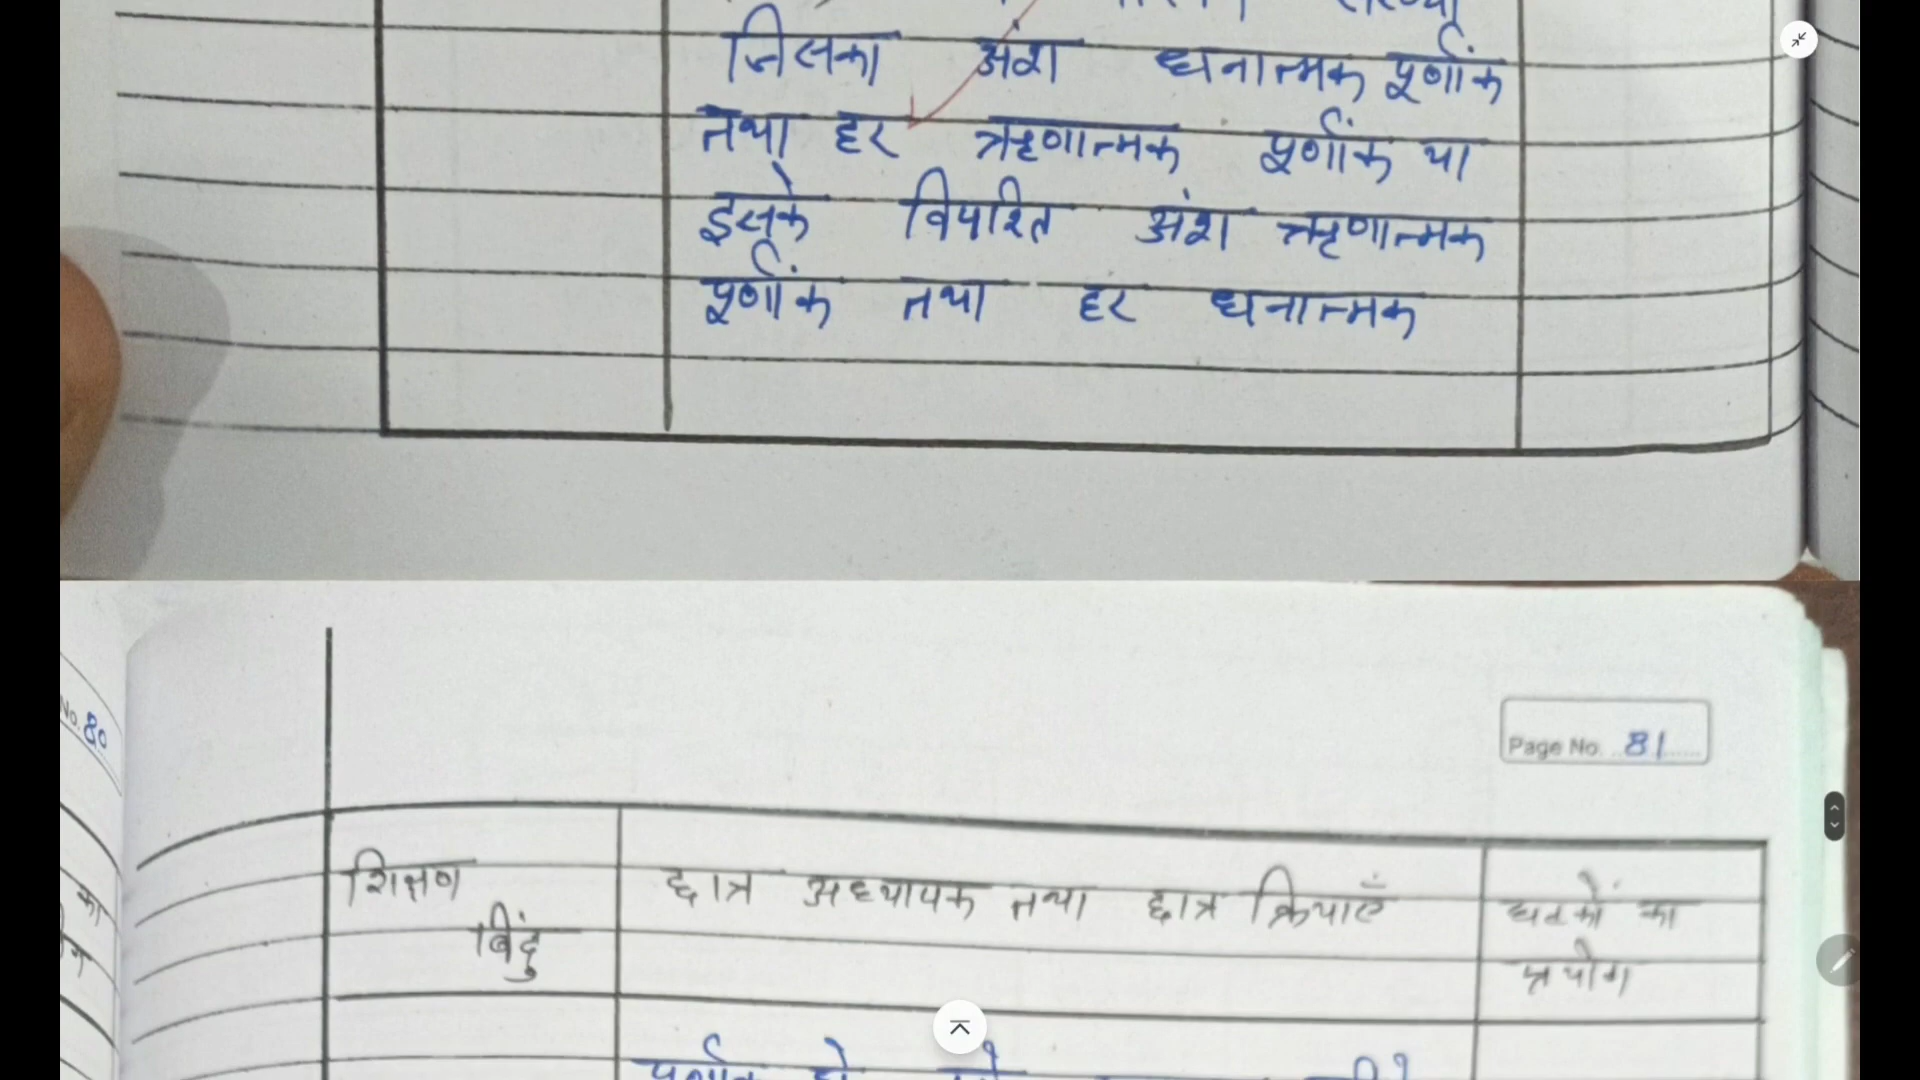 जिसका अंश धनात्मक पूर्णांक
तथा हर ऋणात्मक पूर्णांक या
इसके विपरित अंश ऋणात्मक
पूर्णांक तथा हर धनात्मक
No. 80
Page No. 81
शिक्षण
बिंदु
छात्र अध्यापक तथा छात्र क्रियाएँ
घटकों का
प्रयोग
का